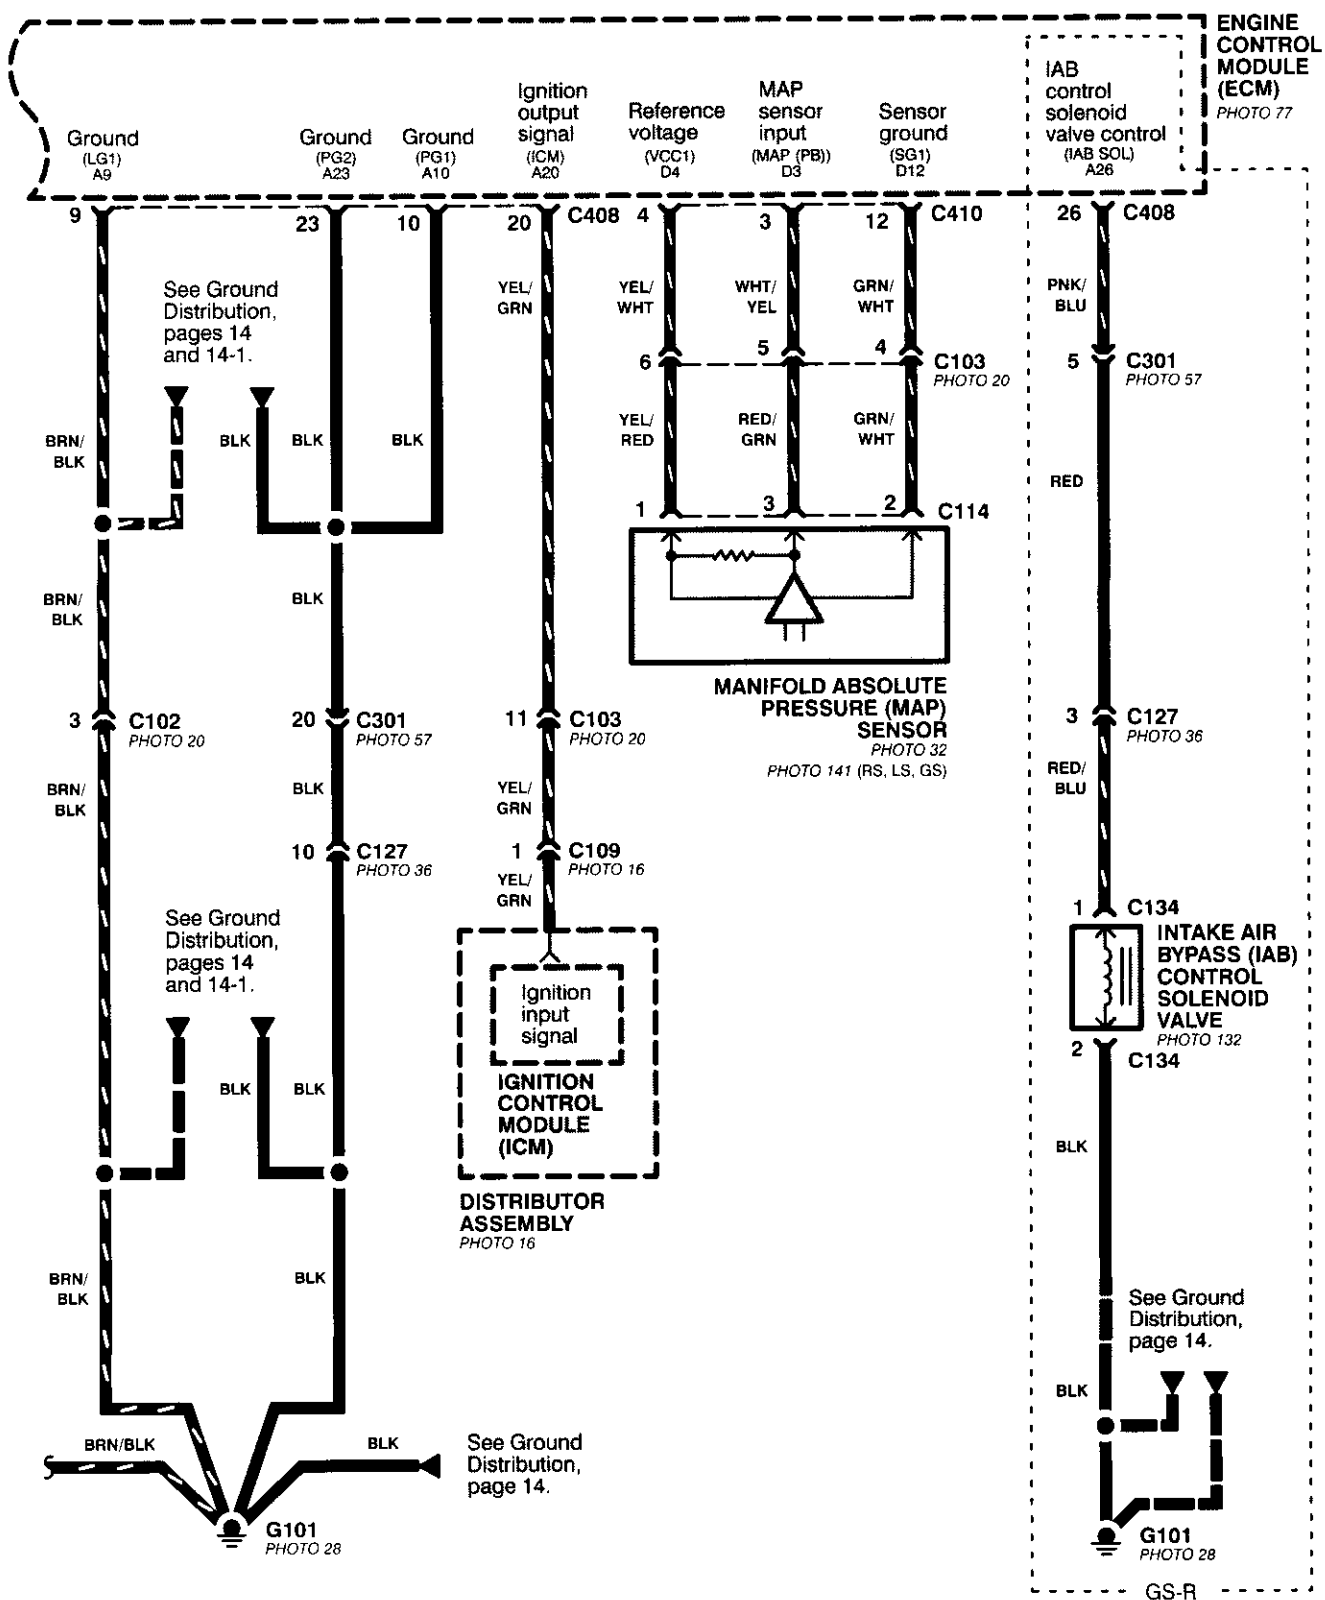 ENGINE
CONTROL
MODULE
(ECM)
PHOTO 77
Ground
(LG1)
A9
Ground
(PG2)
A23
Ground
(PG1)
A10
Ignition
output
signal
(ICM)
A20
Reference
voltage
(VCC1)
D4
MAP
sensor
input
(MAP (PB))
D3
Sensor
ground
(SG1)
D12
IAB
control
solenoid
valve control
(IAB SOL)
A26
9
23
10
20
C408
4
3
12
C410
26
C408
See Ground
Distribution,
pages 14
and 14-1.
YEL/
GRN
YEL/
WHT
WHT/
YEL
GRN/
WHT
PNK/
BLU
6
5
4
C103
PHOTO 20
5
C301
PHOTO 57
BRN/
BLK
BLK
BLK
BLK
YEL/
RED
RED/
GRN
GRN/
WHT
RED
1
3
2
C114
BRN/
BLK
BLK
MANIFOLD ABSOLUTE
PRESSURE (MAP)
SENSOR
PHOTO 32
PHOTO 141 (RS, LS, GS)
3
C102
PHOTO 20
20
C301
PHOTO 57
11
C103
PHOTO 20
3
C127
PHOTO 36
BRN/
BLK
BLK
YEL/
GRN
RED/
BLU
10
C127
PHOTO 36
1
C109
PHOTO 16
YEL/
GRN
1
C134
See Ground
Distribution,
pages 14
and 14-1.
INTAKE AIR
BYPASS (IAB)
CONTROL
SOLENOID
VALVE
PHOTO 132
2
C134
Ignition
input
signal
IGNITION
CONTROL
MODULE
(ICM)
BLK
BLK
BLK
DISTRIBUTOR
ASSEMBLY
PHOTO 16
BRN/
BLK
BLK
See Ground
Distribution,
page 14.
BLK
BRN/BLK
BLK
See Ground
Distribution,
page 14.
G101
PHOTO 28
G101
PHOTO 28
GS-R